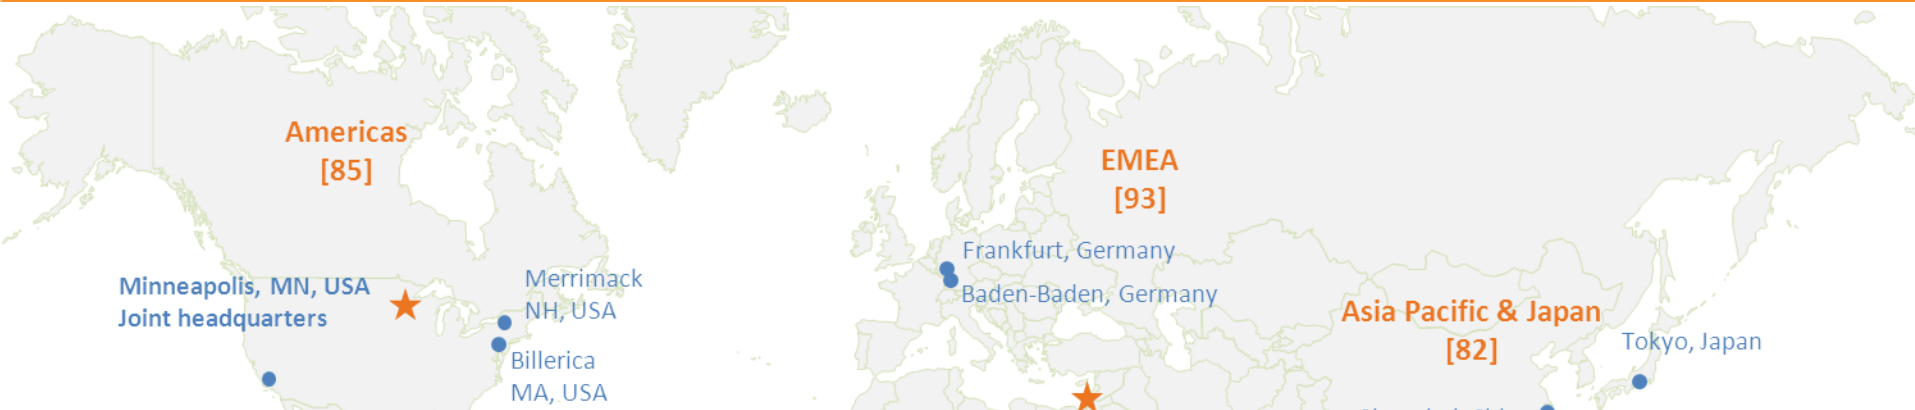 Americas
[85]
EMEA
[93]
Frankfurt, Germany
Baden-Baden, Germany
Minneapolis, MN, USA
Joint headquarters
Merrimack
NH, USA
Billerica
MA, USA
Asia Pacific & Japan
[82]
Tokyo, Japan